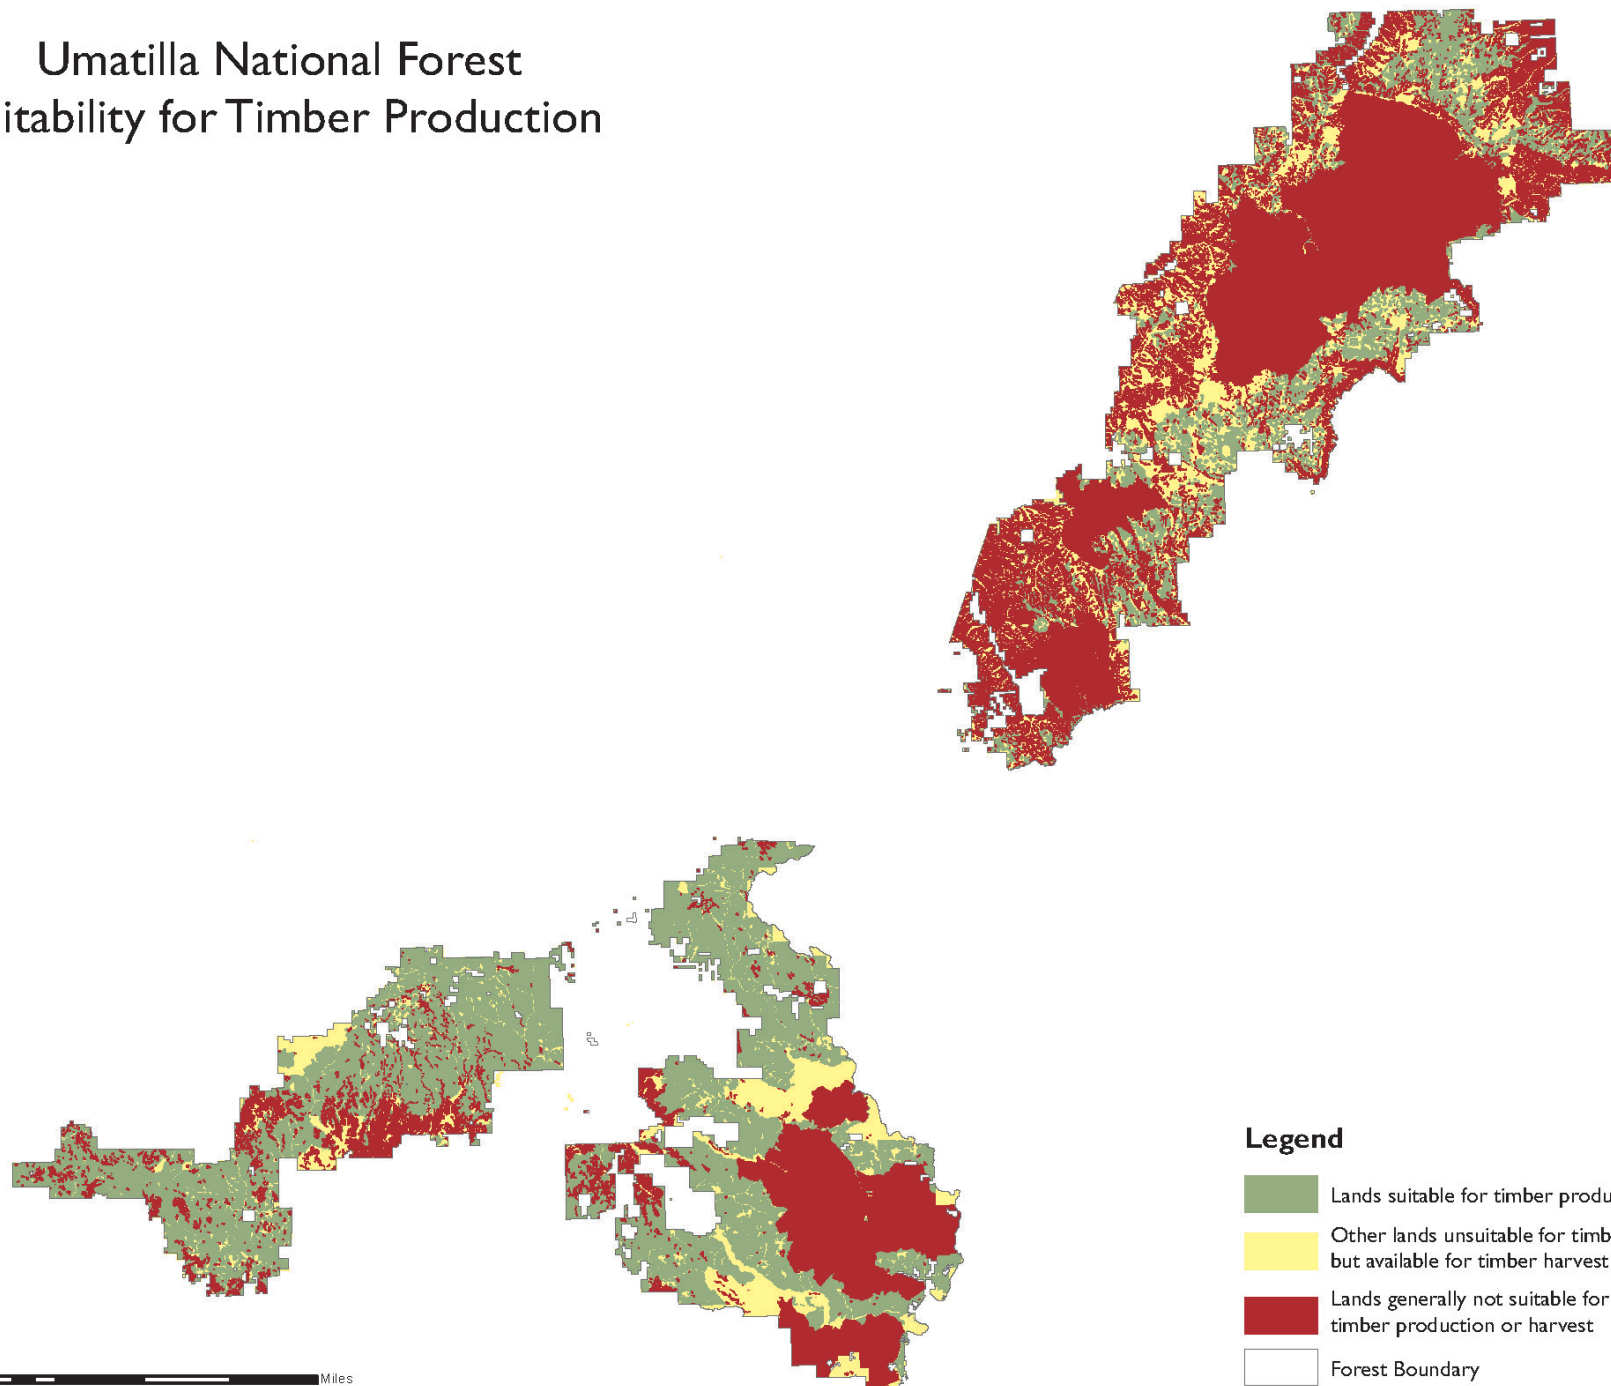 Umatilla National Forest
itability for Timber Production
Legend
Lands suitable for timber produ
Other lands unsuitable for timb
but available for timber harvest
Lands generally not suitable for
timber production or harvest
Forest Boundary
Miles